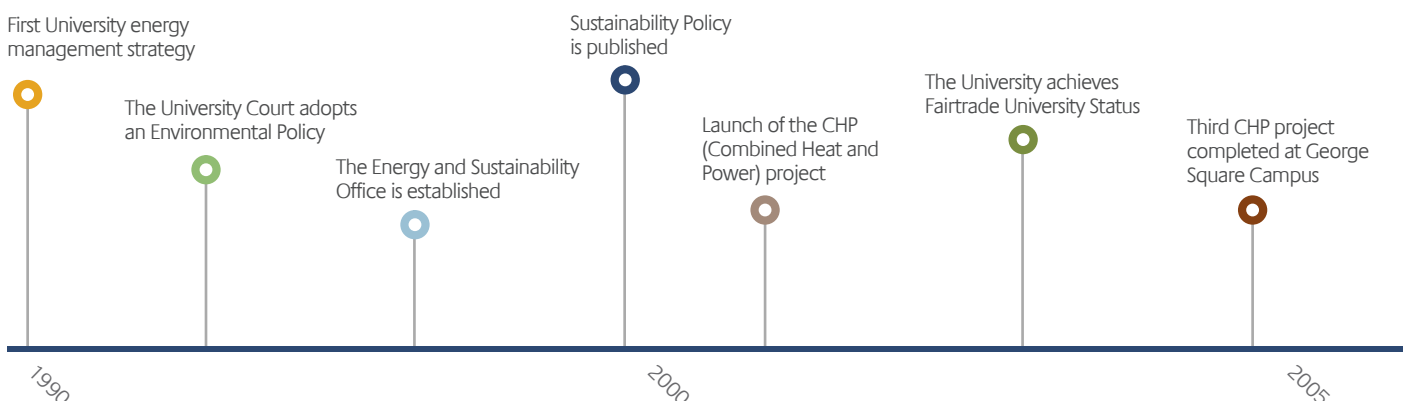 First University energy
management strategy
The University Court adopts
an Environmental Policy
The Energy and Sustainability
Office is established
Sustainability Policy
is published
Launch of the CHP
(Combined Heat and
Power) project
The University achieves
Fairtrade University Status
Third CHP project
completed at George
Square Campus
1990
2000
2005